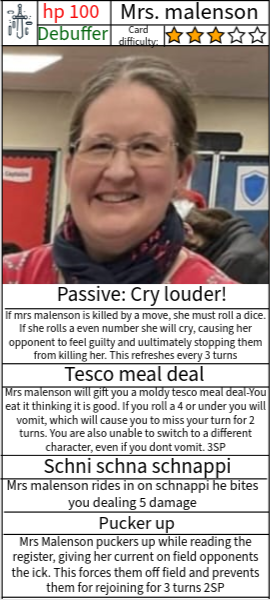 hp 100
Mrs. malenson
Debuffer
Card
difficulty:
Passive: Cry louder!
If mrs malenson is killed by a move, she must roll a dice.
If she rolls a even number she will cry, causing her
opponent to feel guilty and uultimately stopping them
from killing her. This refreshes every 3 turns
Tesco meal deal
Mrs malenson will gift you a moldy tesco meal deal-You
eat it thinking it is good. If you roll a 4 or under you will
vomit, which will cause you to miss your turn for 2
turns. You are also unable to switch to a different
character, even if you dont vomit. 3SP
Schni schna schnappi
Mrs malenson rides in on schnappi he bites
you dealing 5 damage
Pucker up
Mrs Malenson puckers up while reading the
register, giving her current on field opponents
the ick. This forces them off field and prevents
them for rejoining for 3 turns 2SP